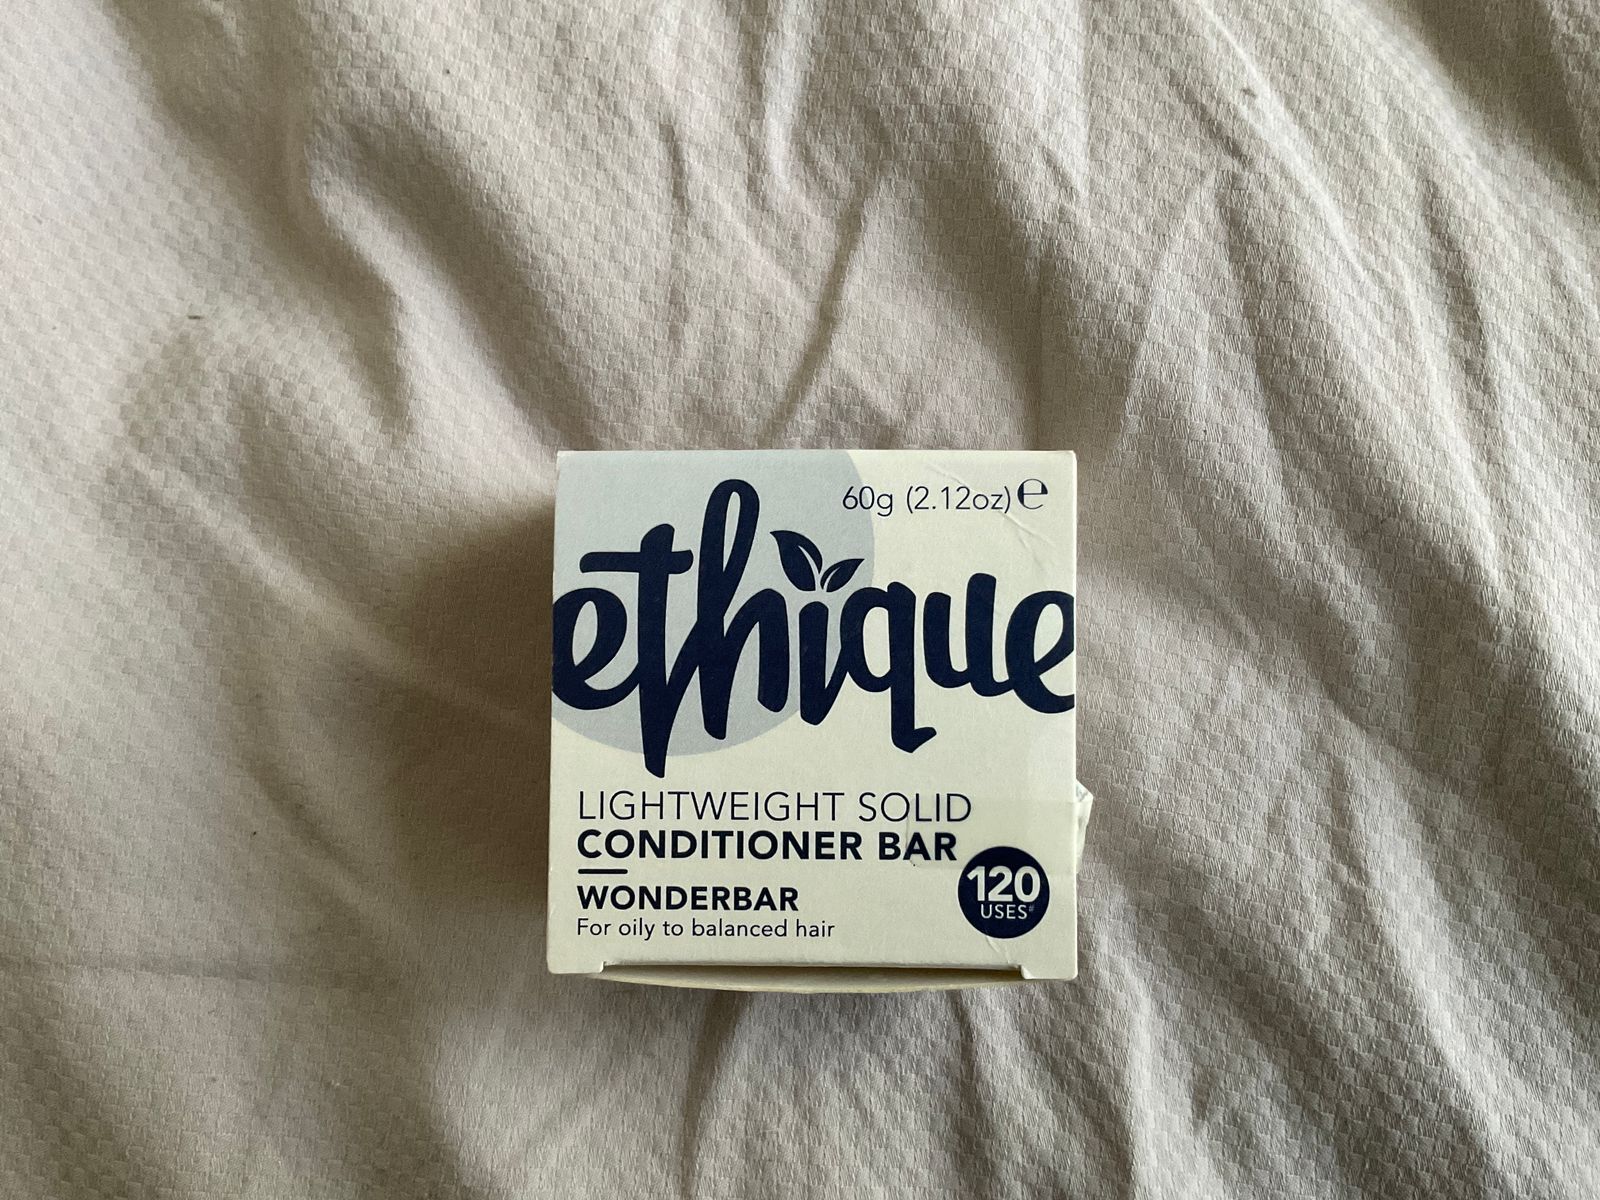 60g (2.12oz) ℮
ethique
LIGHTWEIGHT SOLID
CONDITIONER BAR
WONDERBAR
For oily to balanced hair
120
USES#